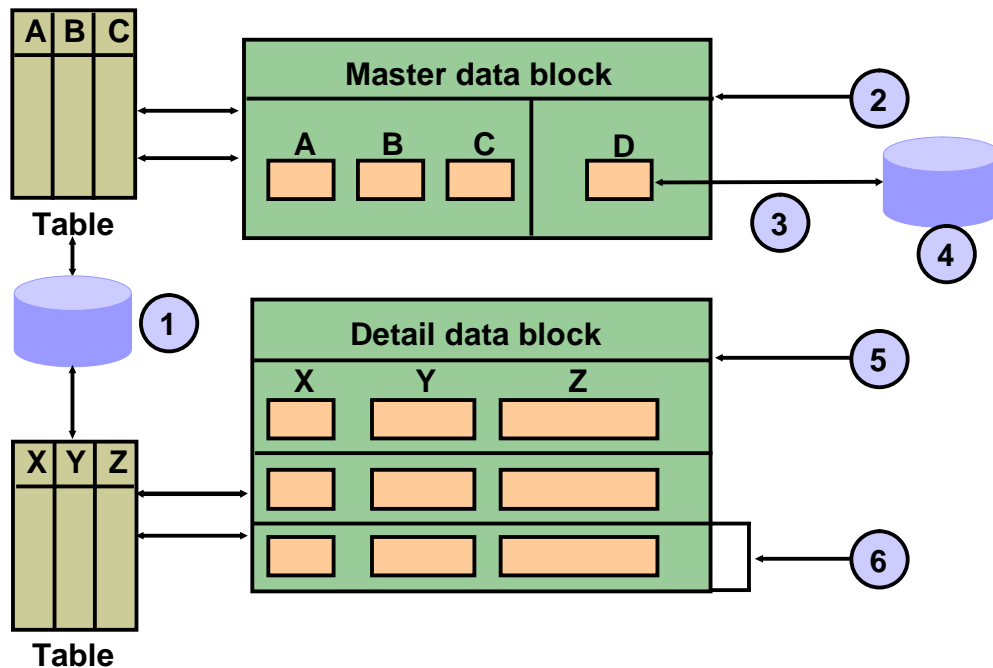 A B C
Master data block
2
A B C D
Table
3
4
1
Detail data block
5
X Y Z
X Y Z
6
Table